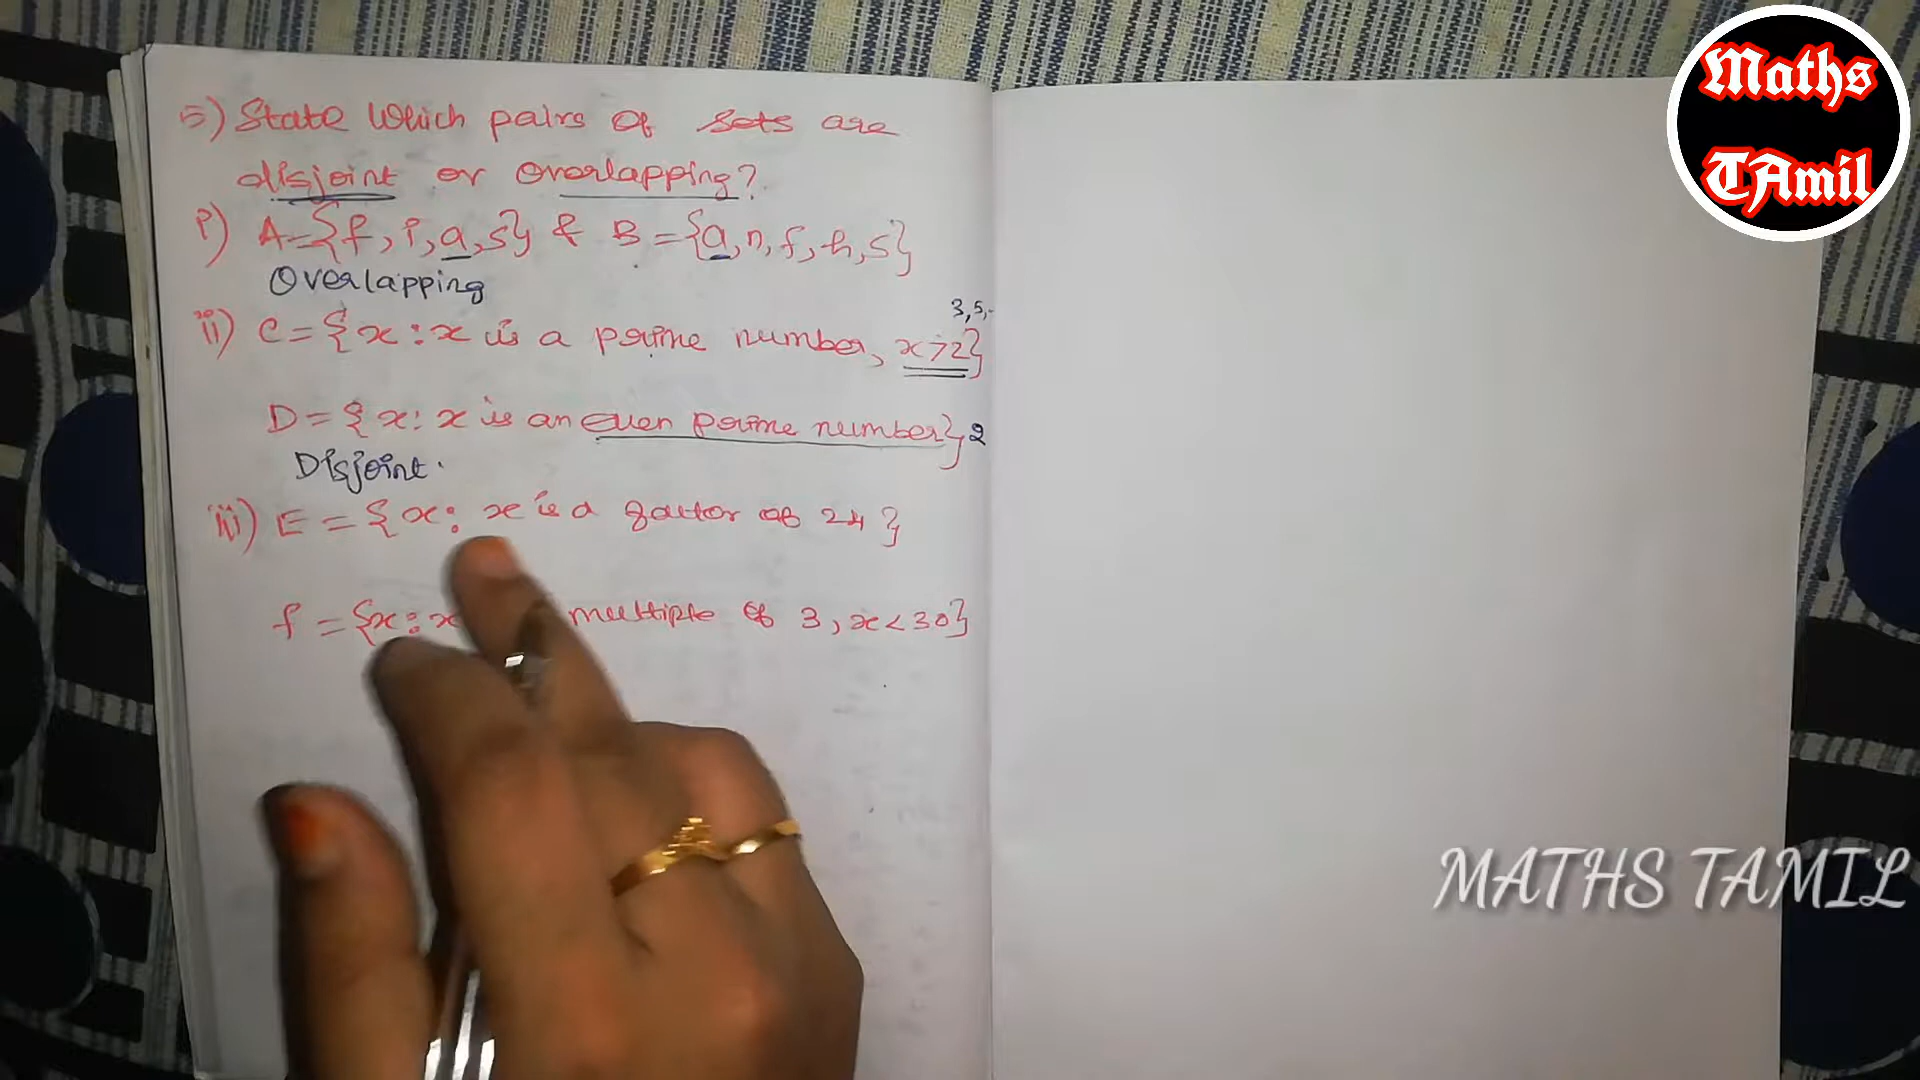 5) State which pairs of sets are
disjoint or overlapping?
i) A={f, i, a, s} & B={a, n, f, h, s}
Overlapping
3,5,-
ii) C={x:x is a prime number, x>2}
D={x:x is an even prime number} 2
Disjoint.
iii) E={x: x is a factor of 24}
f={x:x multiple of 3, x<30}
Maths
TAmil
MATHS TAMIL